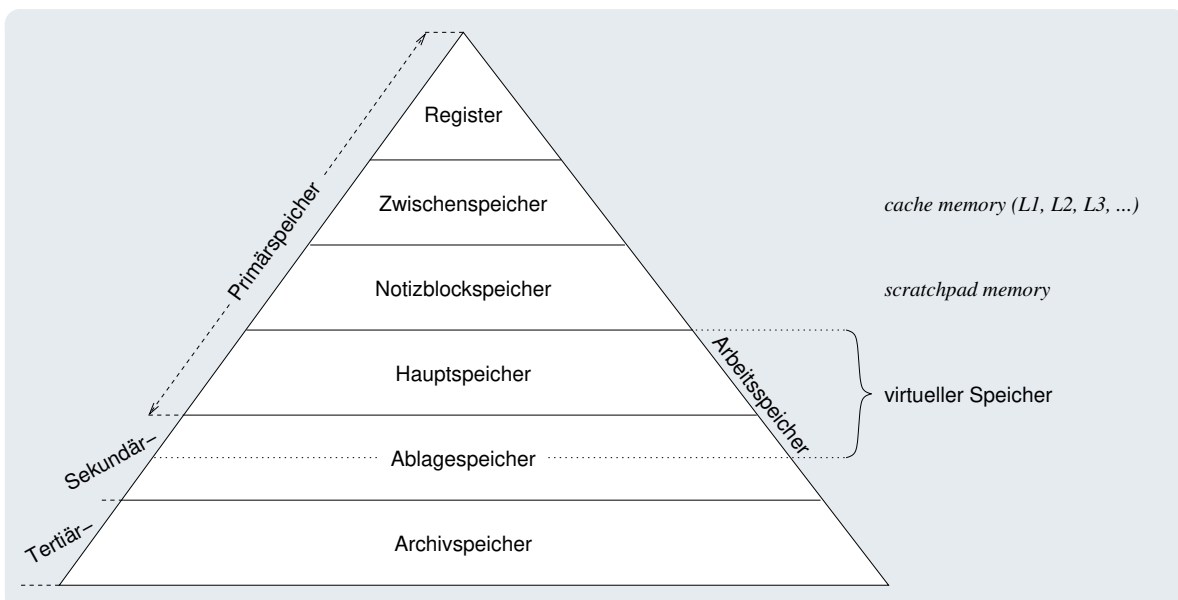 Register
Zwischenspeicher
cache memory (L1, L2, L3, ...)
Primärspeicher
Notizblockspeicher
scratchpad memory
Hauptspeicher
Arbeitsspeicher
virtueller Speicher
Sekundär–
Ablagespeicher
Tertiär–
Archivspeicher